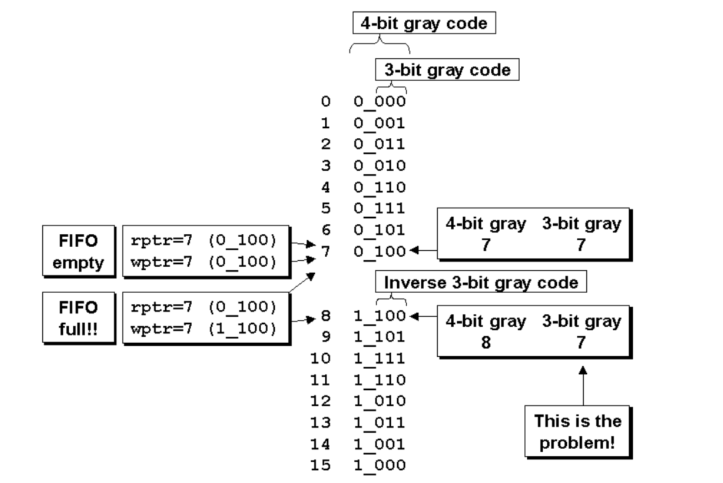 4-bit gray code
3-bit gray code
0 0_000
1 0_001
2 0_011
3 0_010
4 0_110
5 0_111
6 0_101
7 0_100
4-bit gray 3-bit gray
7 7
FIFO
empty
rptr=7 (0_100)
wptr=7 (0_100)
FIFO
full!!
rptr=7 (0_100)
wptr=7 (1_100)
Inverse 3-bit gray code
8 1_100
9 1_101
10 1_111
11 1_110
12 1_010
13 1_011
14 1_001
15 1_000
4-bit gray 3-bit gray
8 7
This is the
problem!